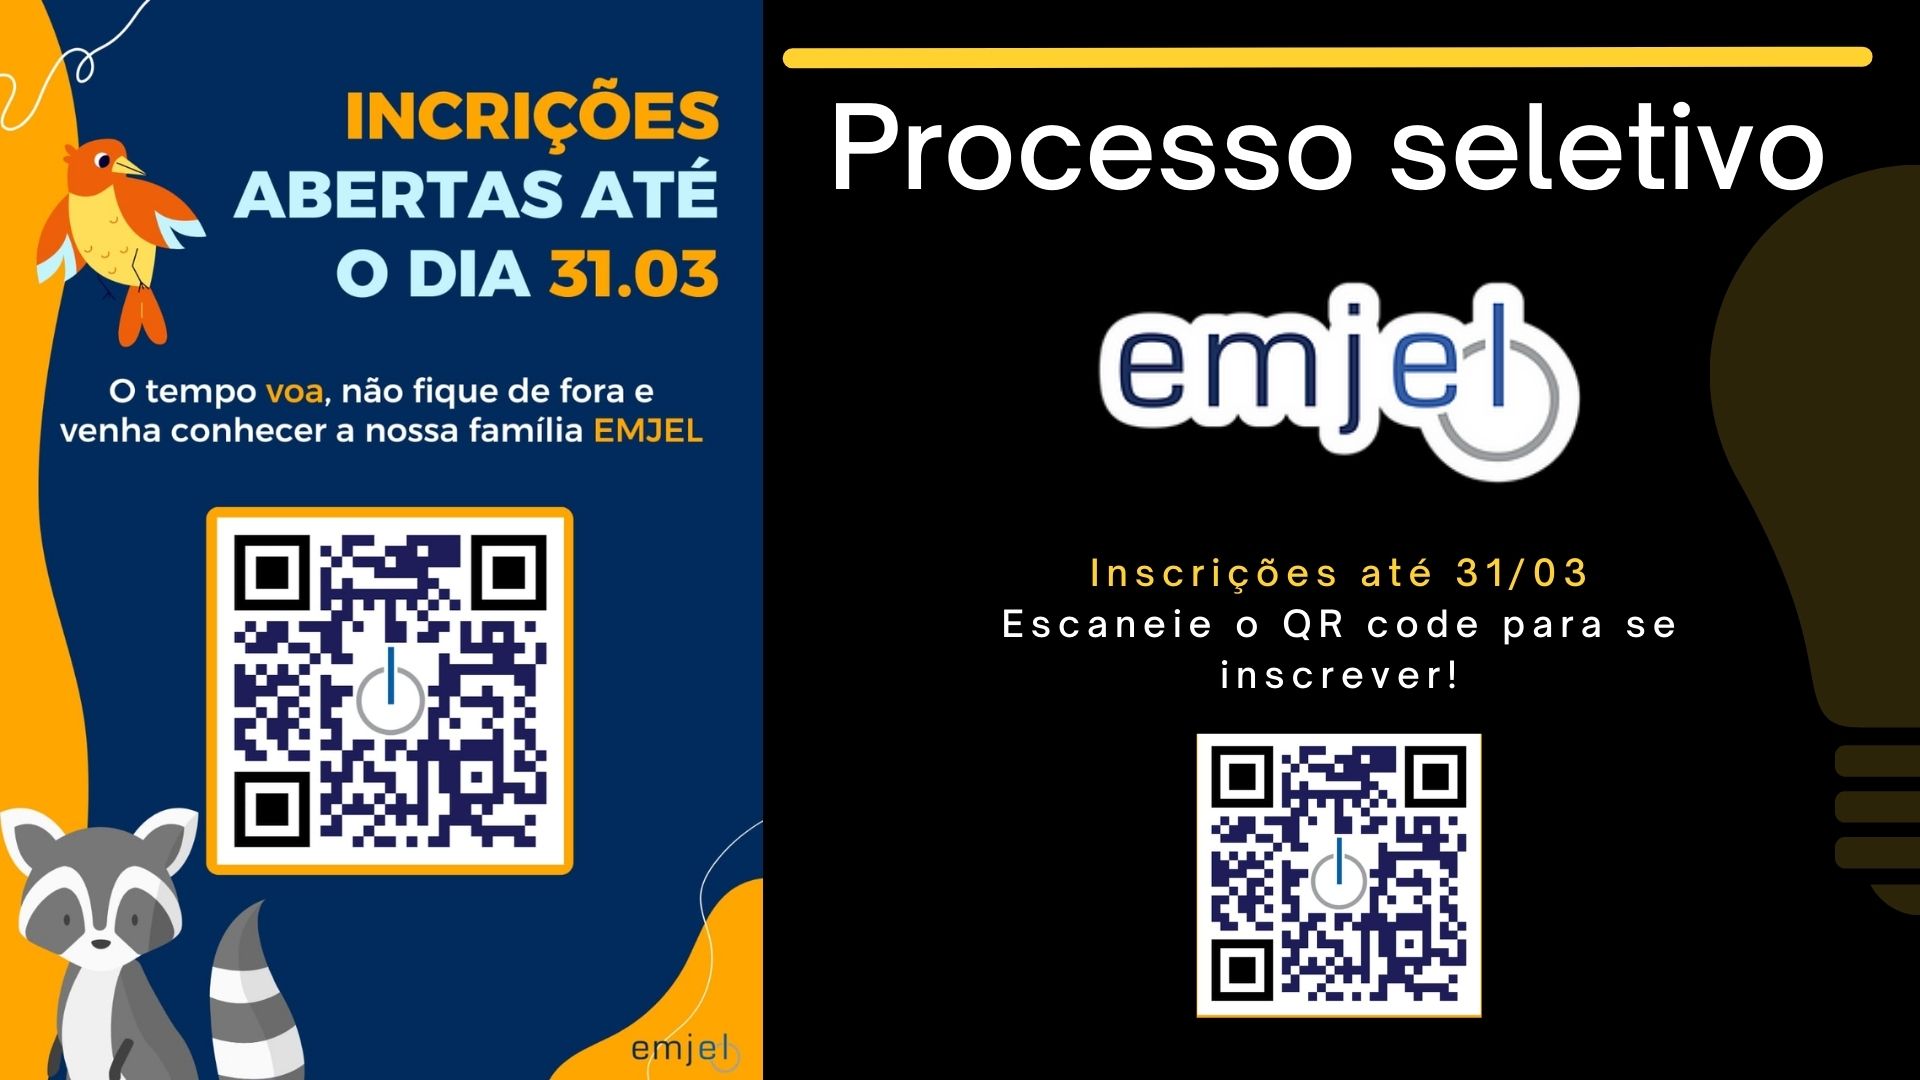 INCRIÇÕES
ABERTAS ATÉ
O DIA 31.03
O tempo voa, não fique de fora e
venha conhecer a nossa família EMJEL
emjel
Processo seletivo
emjel
Inscrições até 31/03
Escaneie o QR code para se
inscrever!